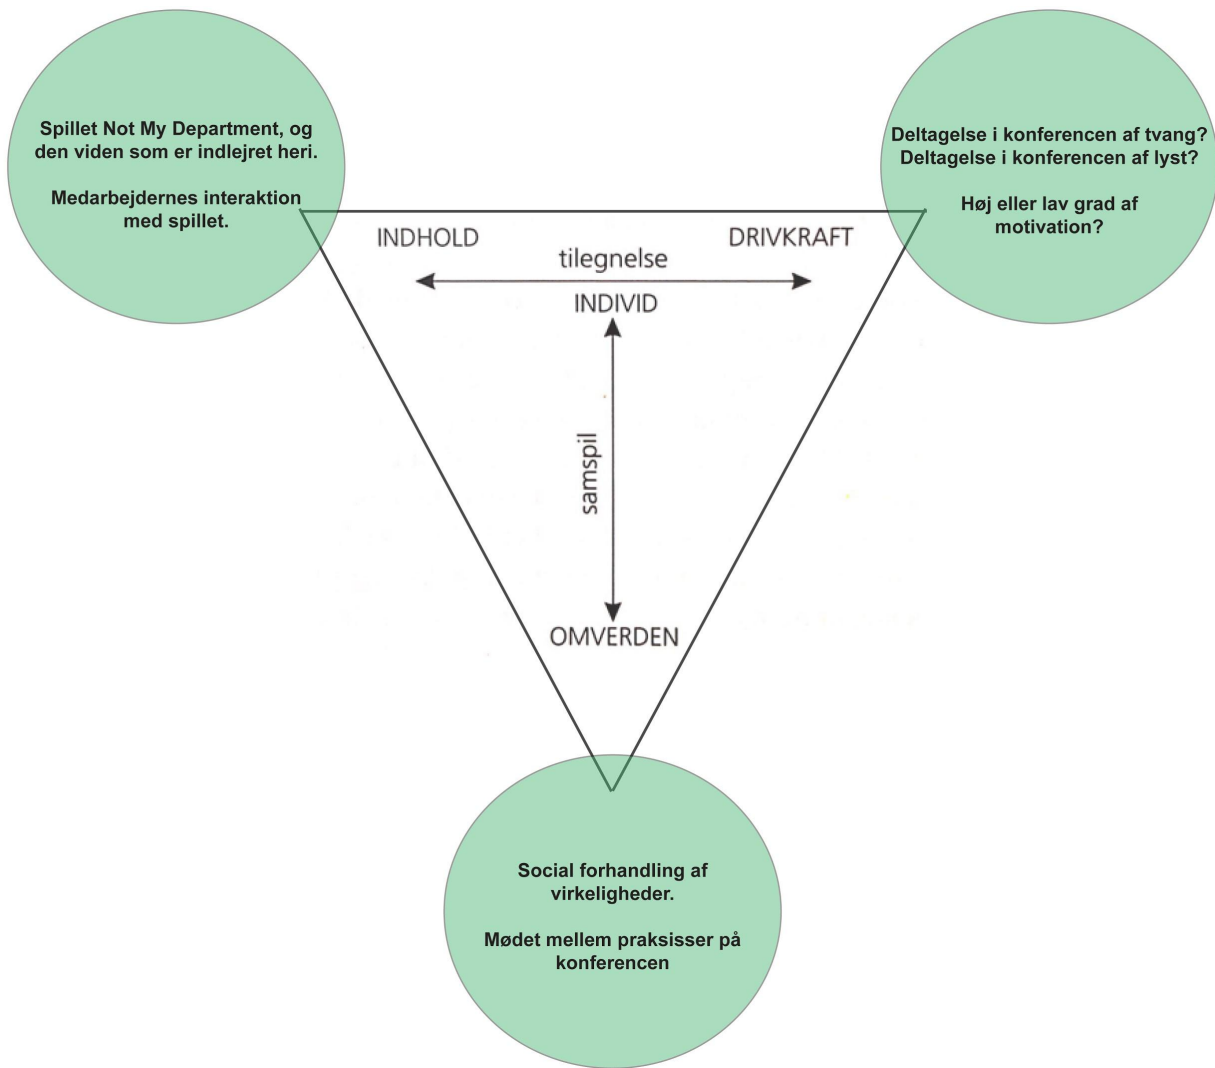 Spillet Not My Department, og
den viden som er indlejret heri.
Medarbejdernes interaktion
med spillet.
Deltagelse i konferencen af tvang?
Deltagelse i konferencen af lyst?
Høj eller lav grad af
motivation?
INDHOLD
DRIVKRAFT
tilegnelse
INDIVID
samspil
OMVERDEN
Social forhandling af
virkeligheder.
Mødet mellem praksisser på
konferencen